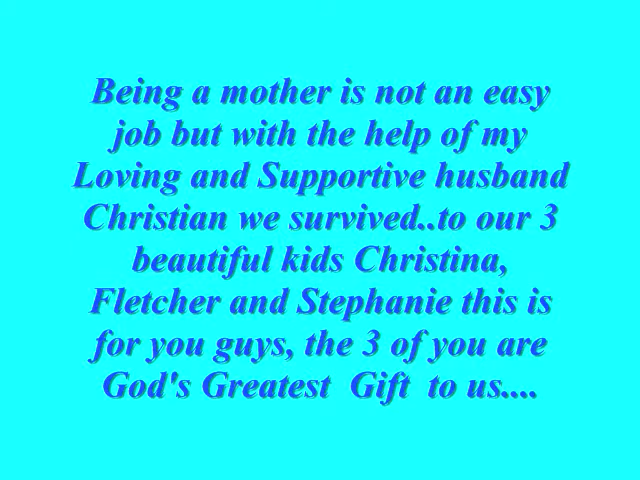 Being a mother is not an easy
job but with the help of my
Loving and Supportive husband
Christian we survived..to our 3
beautiful kids Christina,
Fletcher and Stephanie this is
for you guys, the 3 of you are
God's Greatest  Gift  to us....